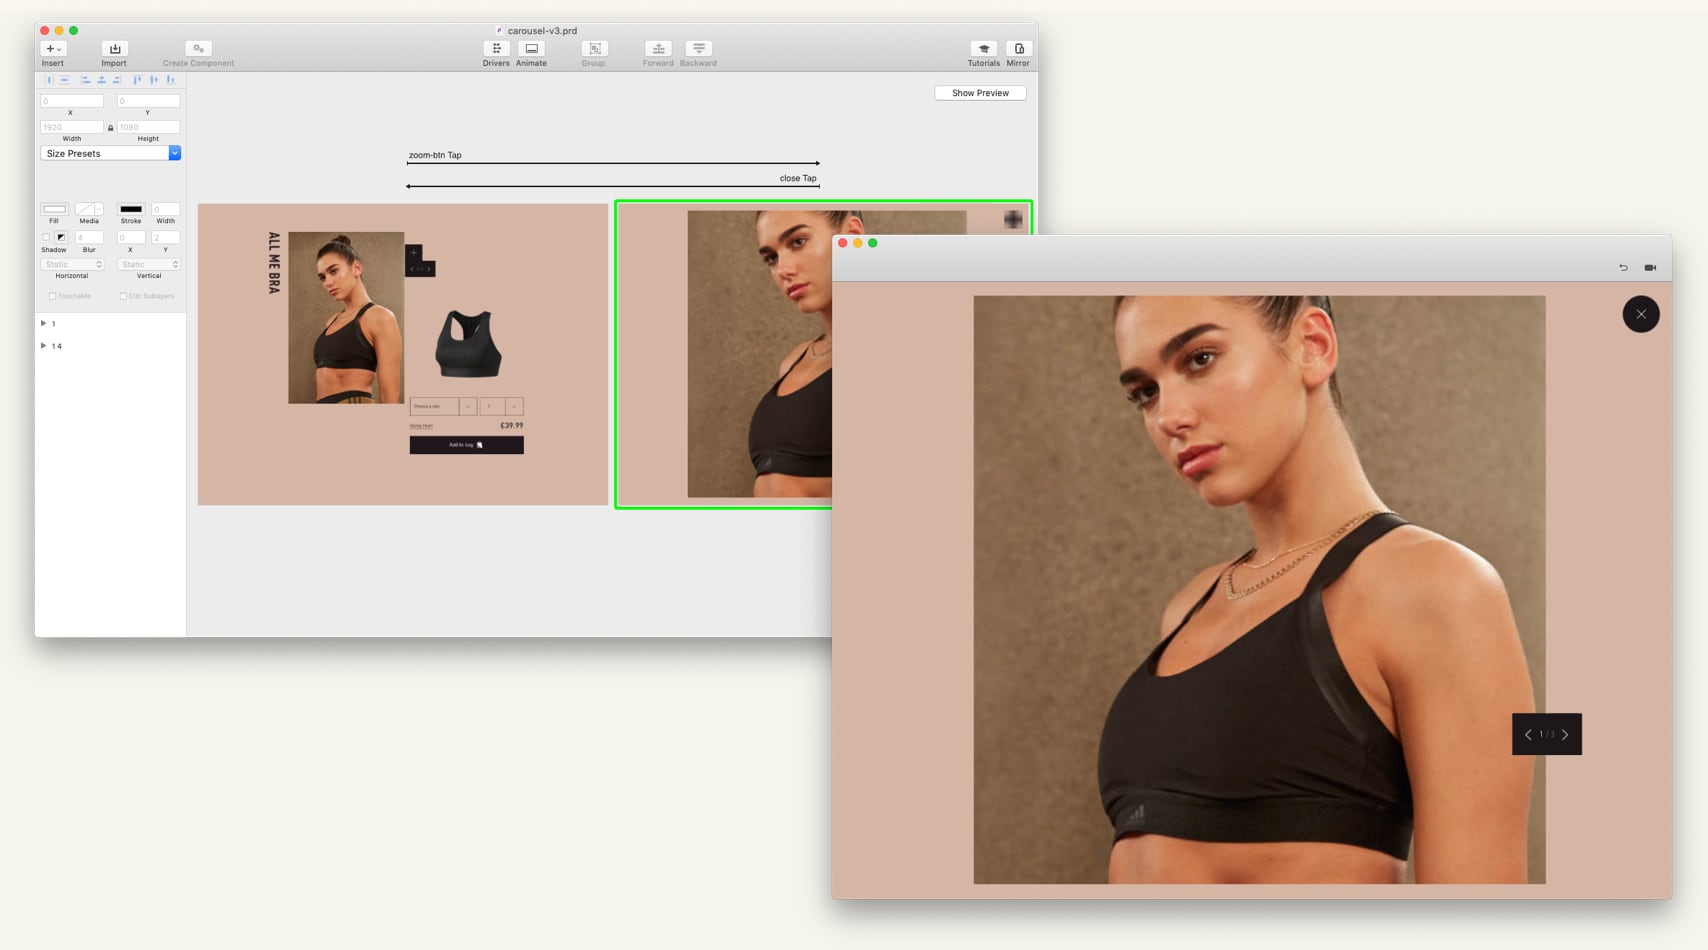 carousel-v3.prd
Insert
Import
Create Component
Drivers
Animate
Group
Forward
Backward
Tutorials
Mirror
0
0
X
Y
1920
1080
Width
Height
Size Presets
Fill
Media
Stroke
0
Width
Shadow
4
Blur
0
X
2
Y
Static
Static
Horizontal
Vertical
Touchable
Clip Sublayers
1
14
Show Preview
zoom-btn Tap
close Tap
ALL ME BRA
Choose a size
1
Sizing Chart
£39.99
Add to bag
1 / 3